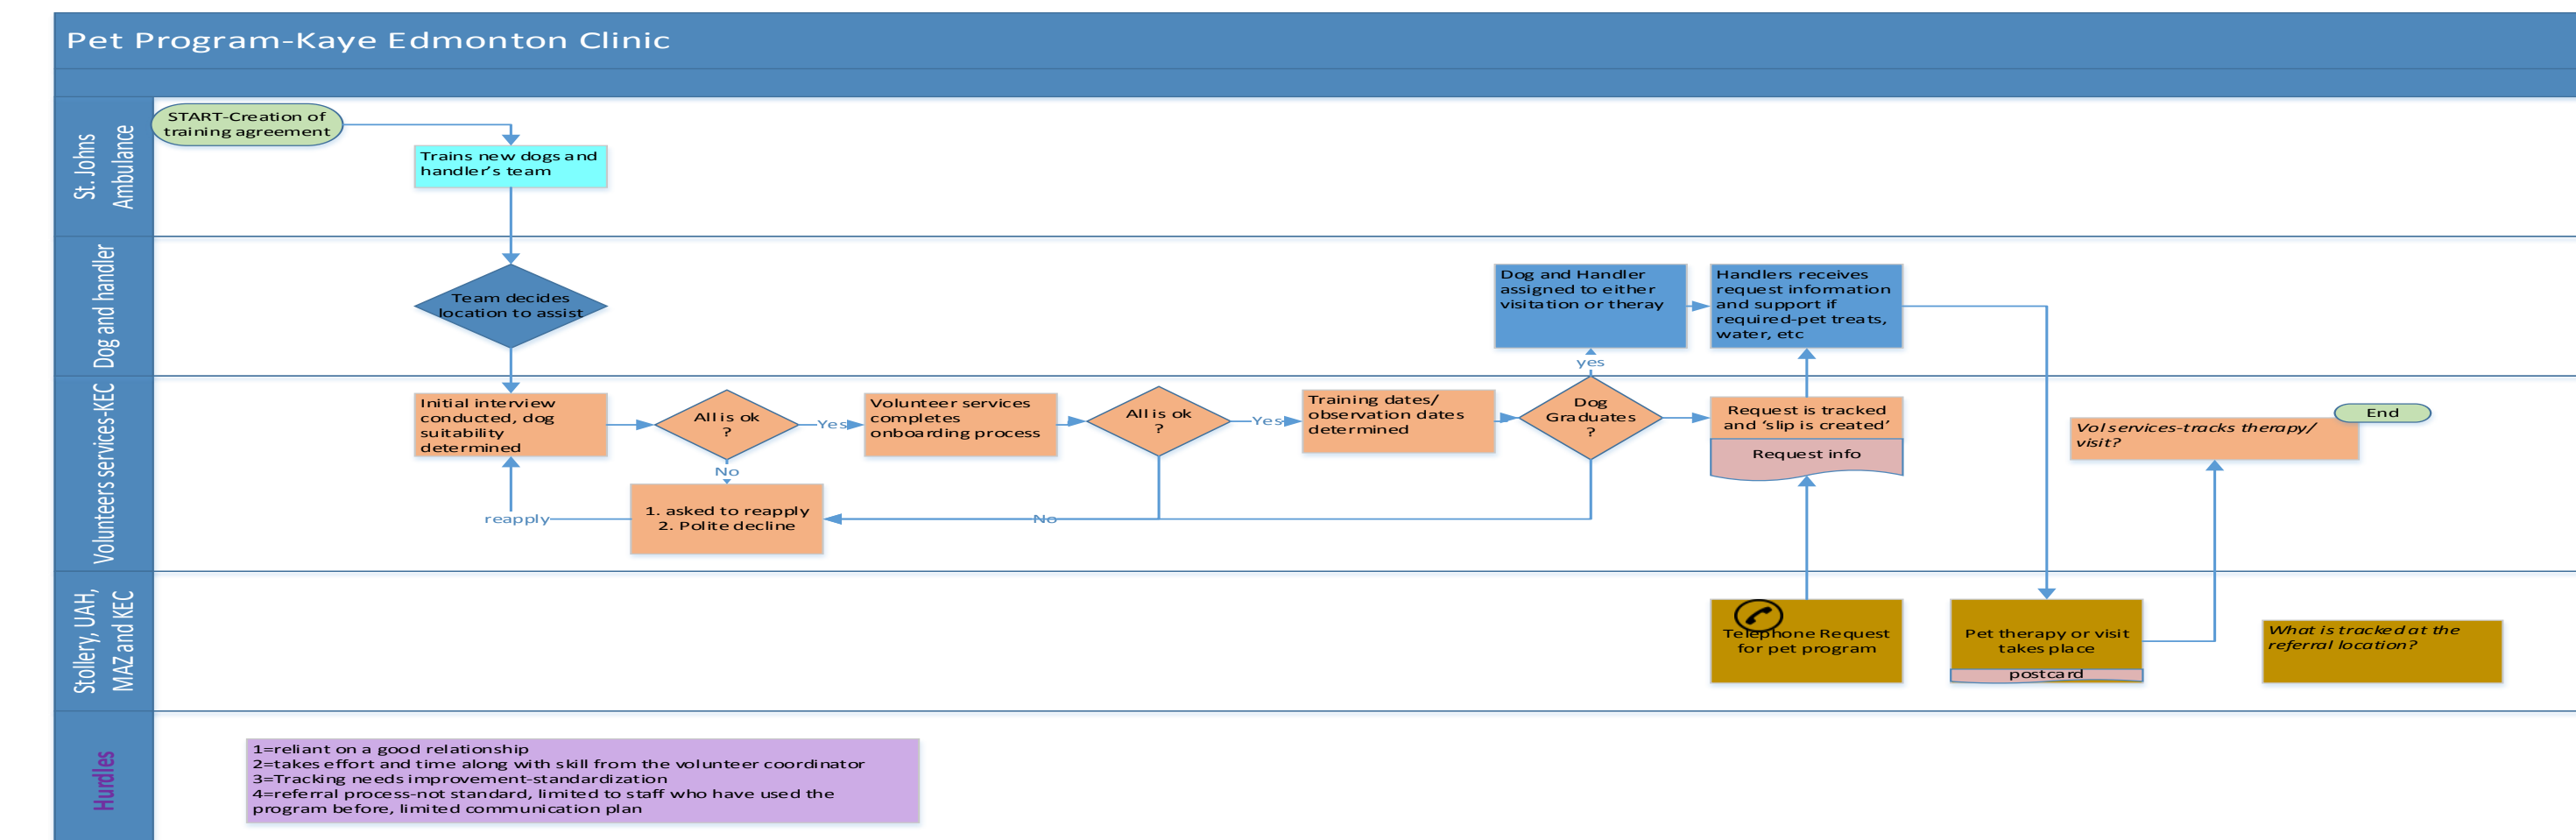 Pet Program-Kaye Edmonton Clinic
St. Johns
Ambulance
START-Creation of
training agreement
Trains new dogs and
handler's team
Dog and handler
Team decides
location to assist
Dog and Handler
assigned to either
visitation or theray
Handlers receives
request information
and support if
required-pet treats,
water, etc
yes
Volunteers services-KEC
Initial interview
conducted, dog
suitability
determined
All is ok
?
Yes
No
Volunteer services
completes
onboarding process
All is ok
?
Yes
Training dates/
observation dates
determined
Dog
Graduates
?
Request is tracked
and ‘slip is created’
Request info
Vol services-tracks therapy/
visit?
End
reapply
1. asked to reapply
2. Polite decline
No
Stollery, UAH,
MAZ and KEC
Telephone Request
for pet program
Pet therapy or visit
takes place
postcard
What is tracked at the
referral location?
Hurdles
1=reliant on a good relationship
2=takes effort and time along with skill from the volunteer coordinator
3=Tracking needs improvement-standardization
4=referral process-not standard, limited to staff who have used the
program before, limited communication plan